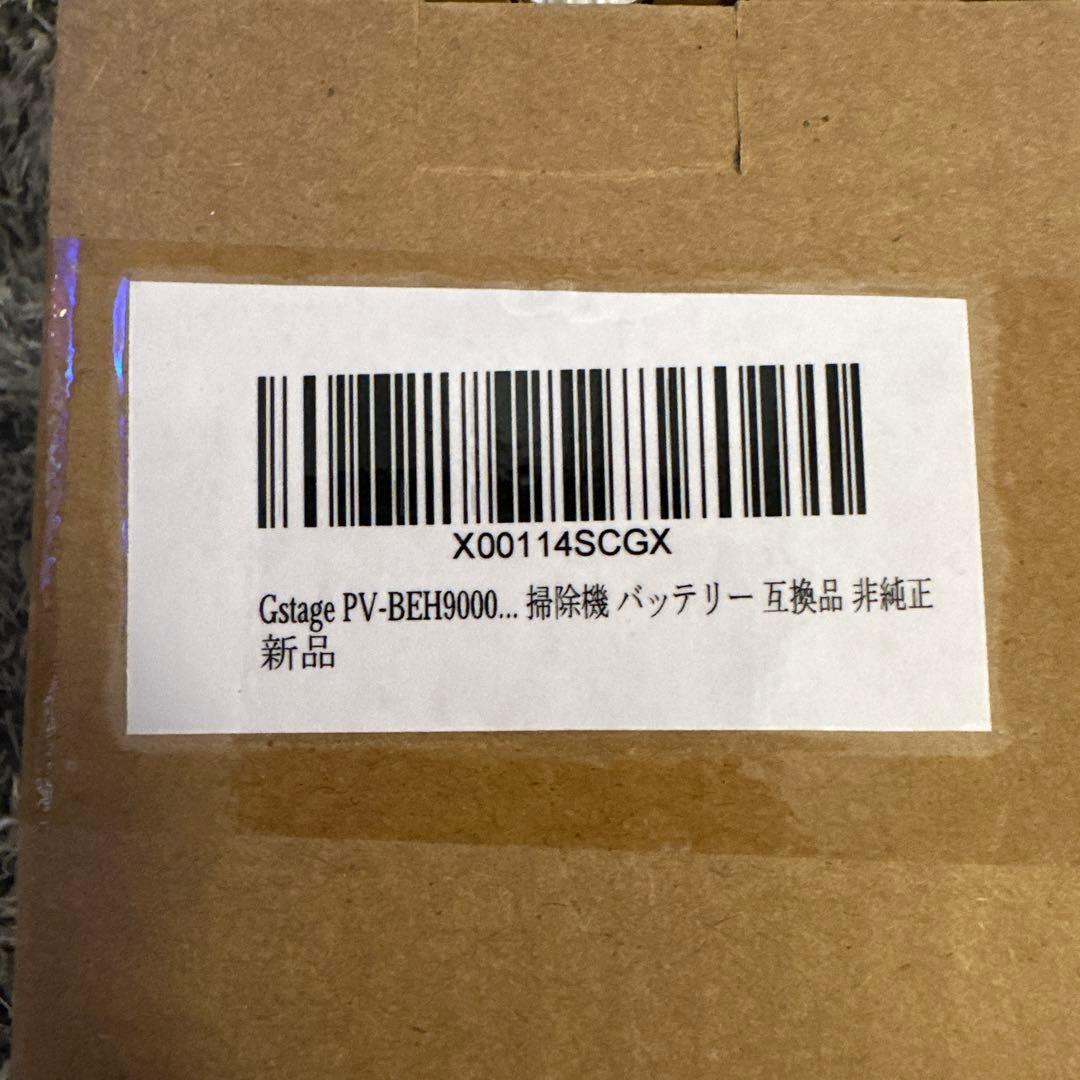 X00114SCGX
Gstage PV-BEH9000... 掃除機 バッテリー 互換品 非純正
新品